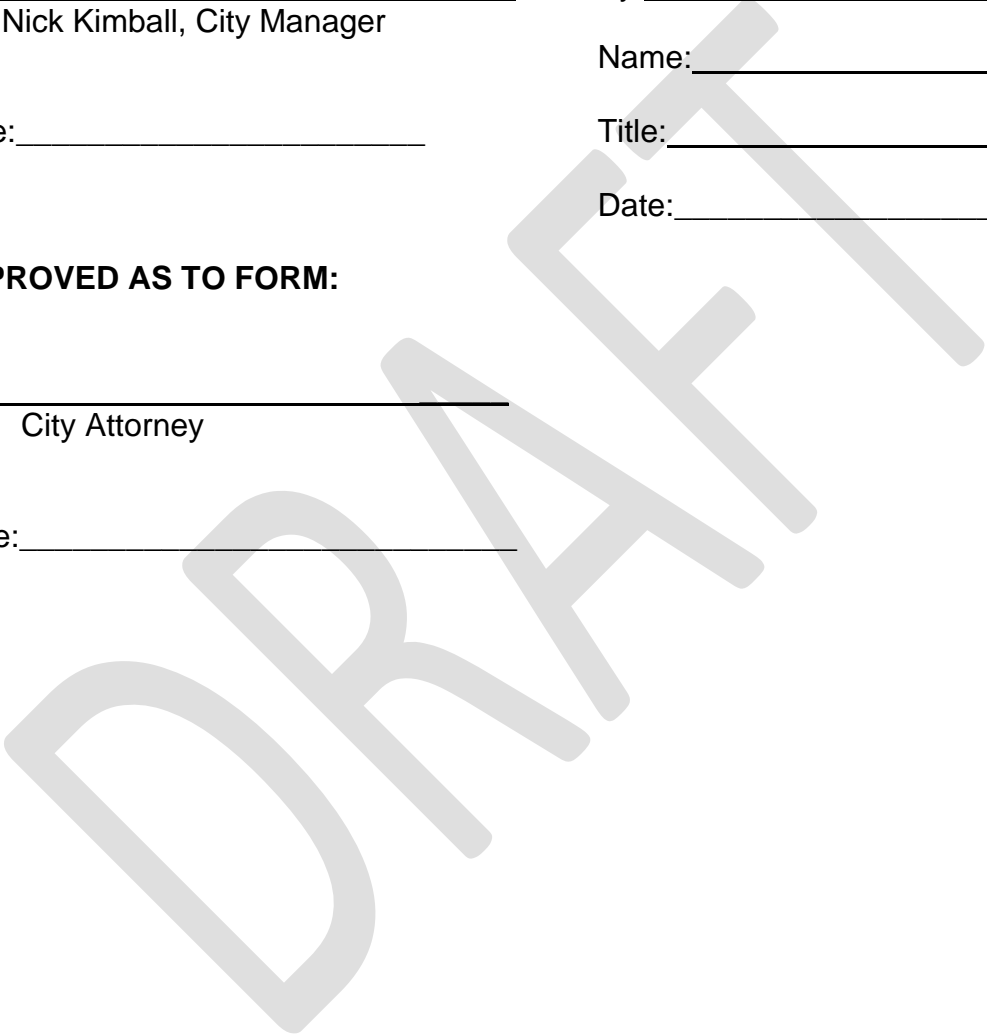 Nick Kimball, City Manager
Name:
Title:
Date:
PROVED AS TO FORM:
City Attorney
DRAFT